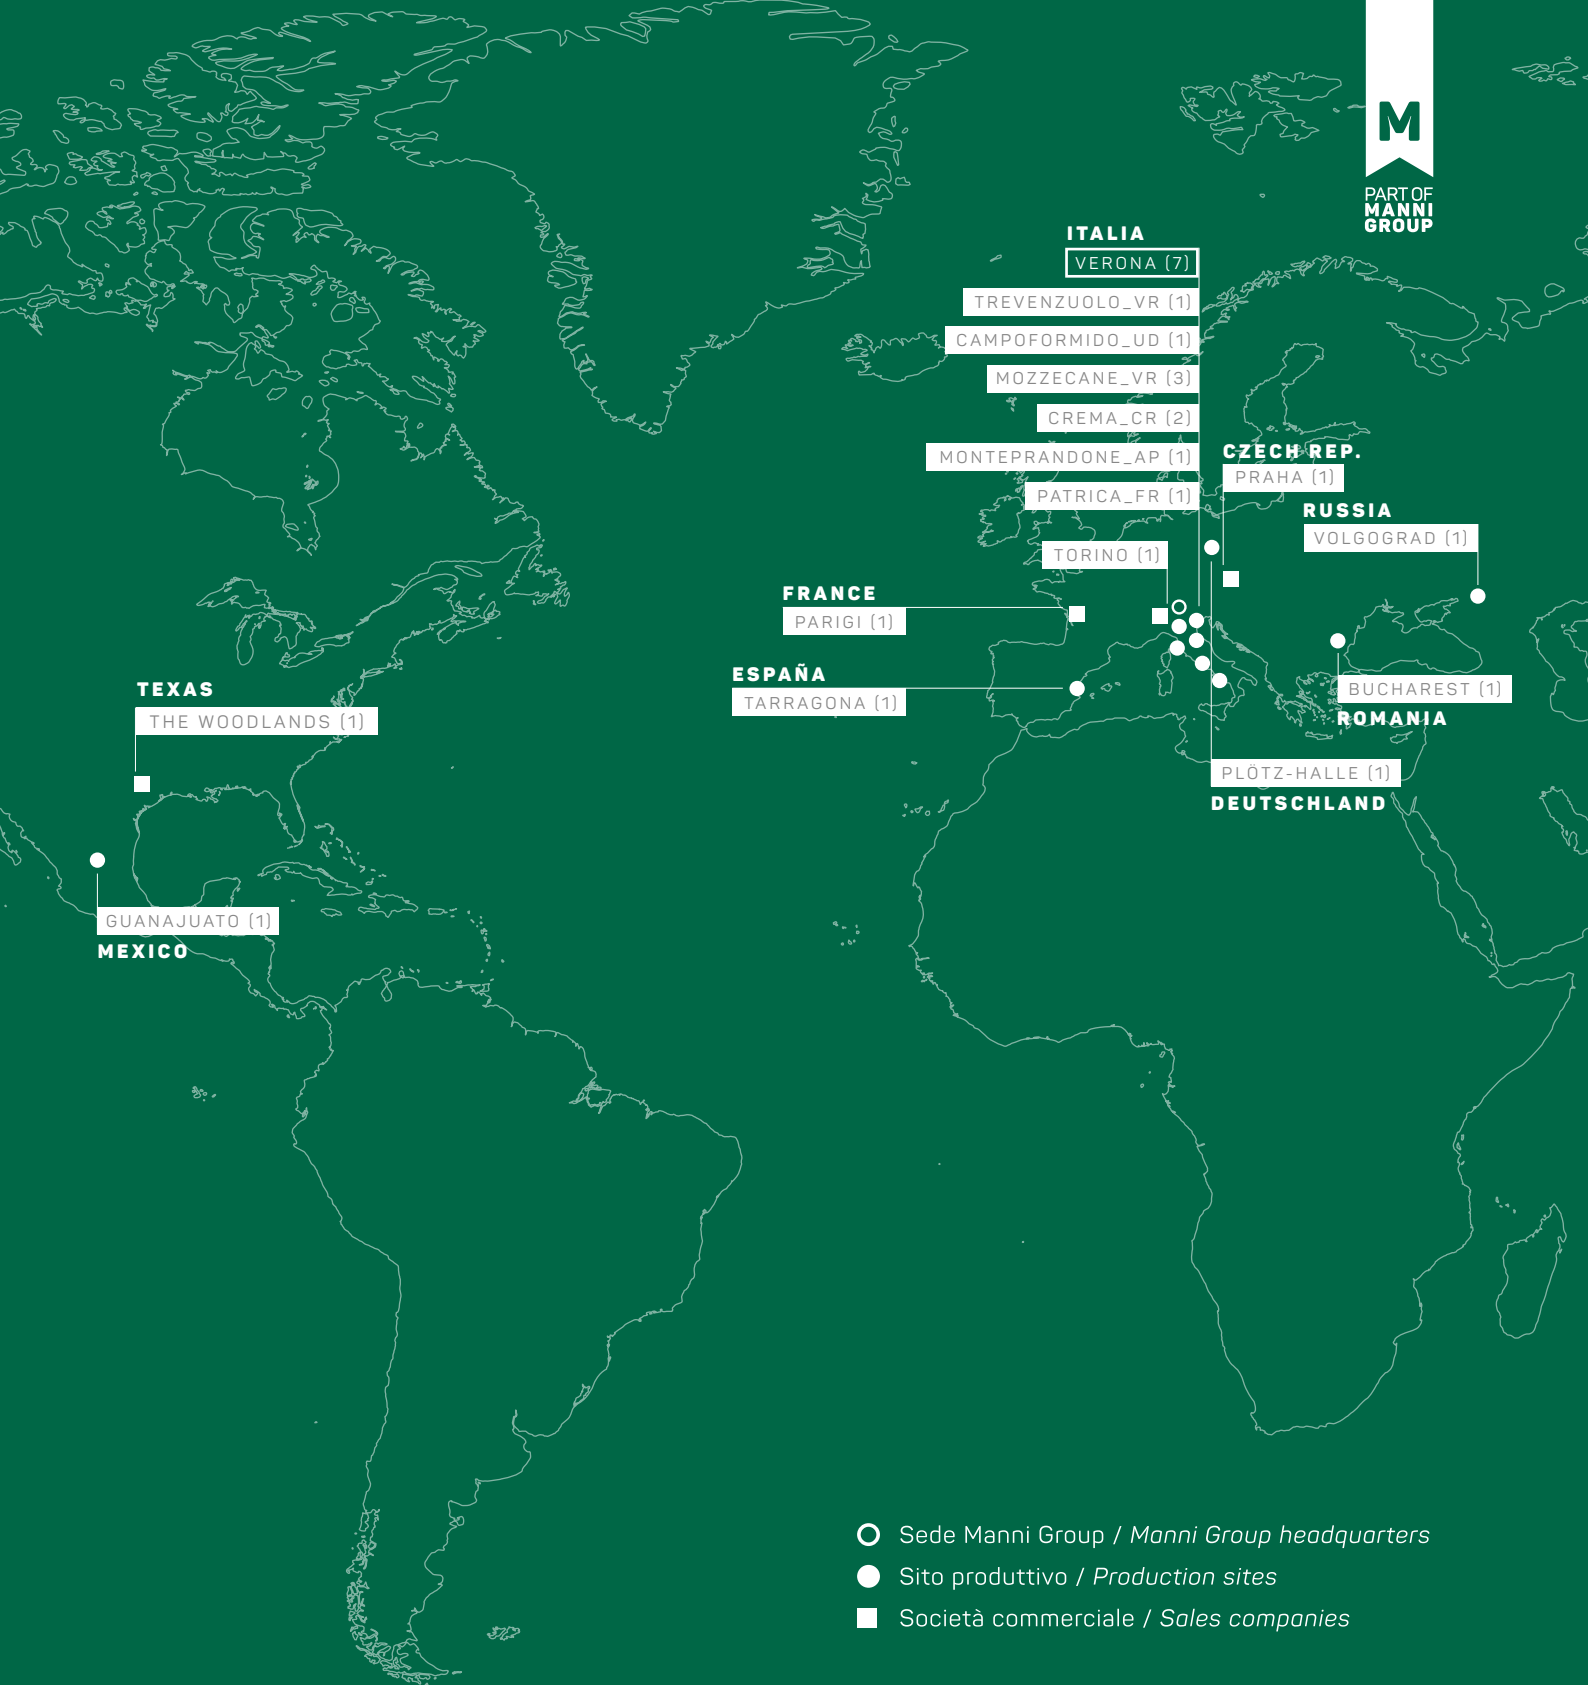 M
PART OF
MANNI
GROUP
ITALIA
VERONA (7)
TREVENZUOLO_VR (1)
CAMPOFORMIDO_UD (1)
MOZZECANE_VR (3)
CREMA_CR (2)
MONTEPRANDONE_AP (1)
PATRICA_FR (1)
TORINO (1)
CZECH REP.
PRAHA (1)
RUSSIA
VOLGOGRAD (1)
FRANCE
PARIGI (1)
ESPAÑA
TARRAGONA (1)
BUCHAREST (1)
ROMANIA
PLÖTZ-HALLE (1)
DEUTSCHLAND
TEXAS
THE WOODLANDS (1)
GUANAJUATO (1)
MEXICO
Sede Manni Group / Manni Group headquarters
Sito produttivo / Production sites
Società commerciale / Sales companies